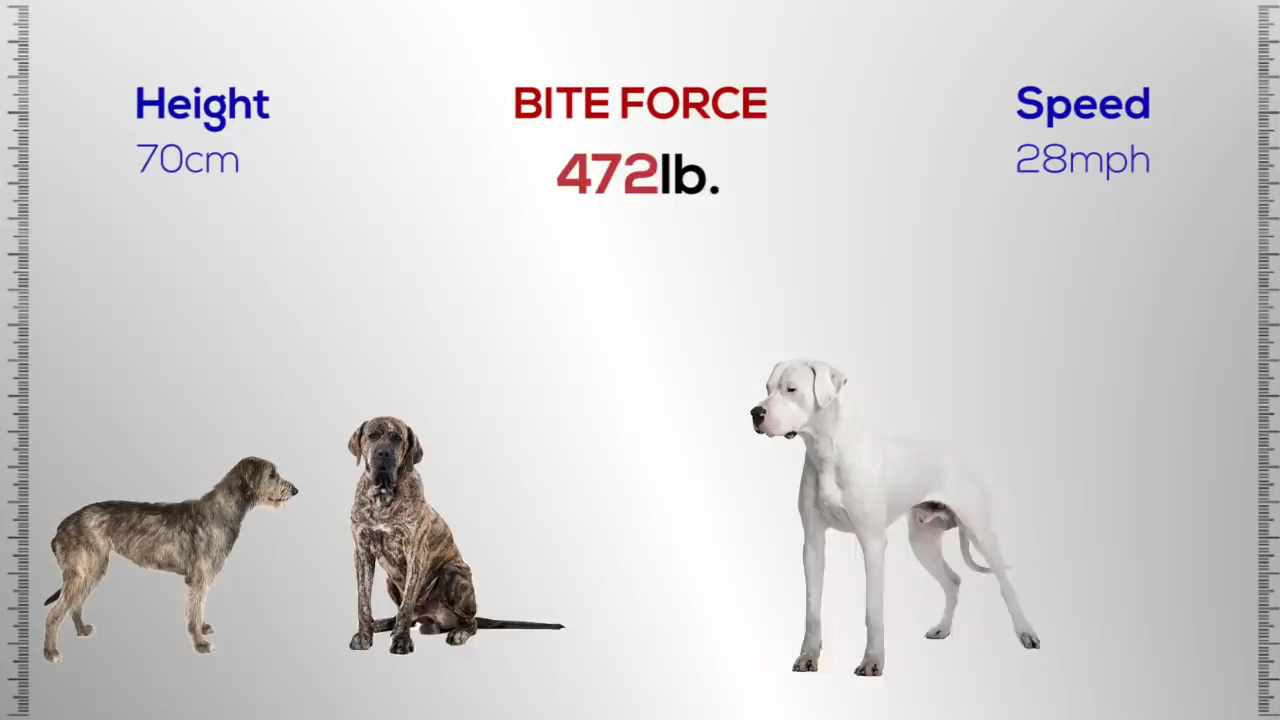 Height
70cm
BITE FORCE
472lb.
Speed
28mph